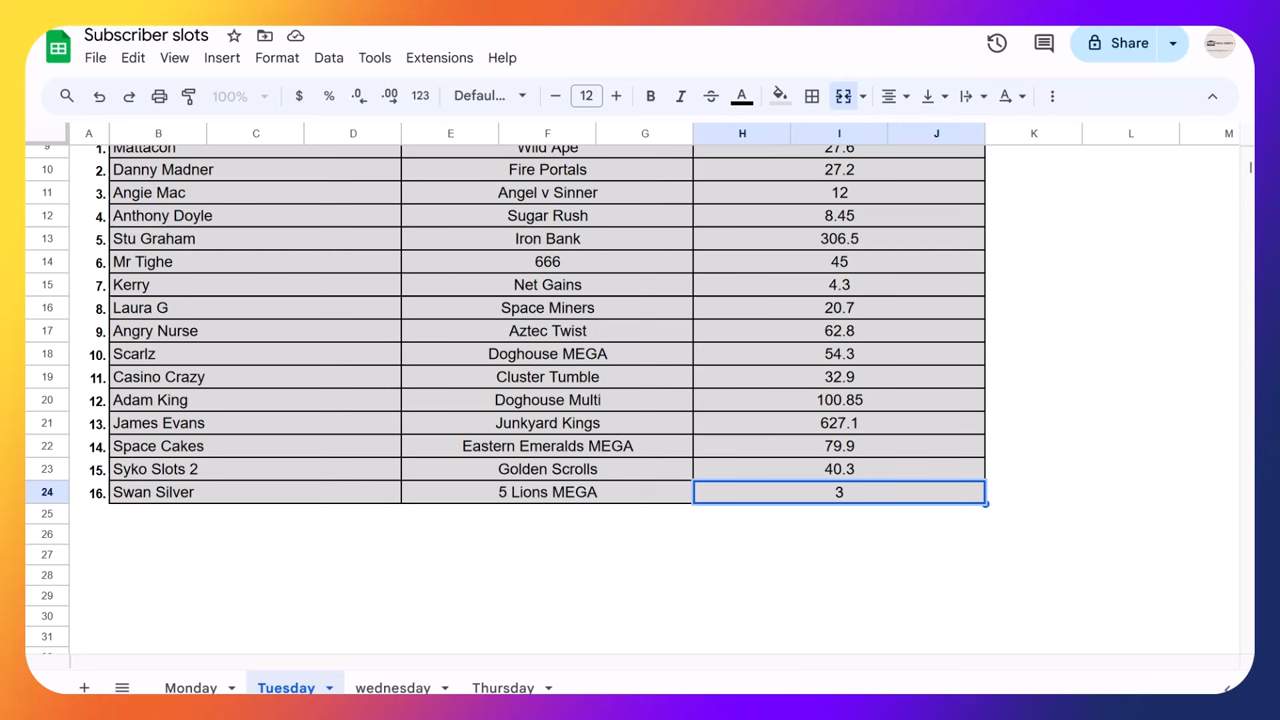 Subscriber slots
File Edit View Insert Format Data Tools Extensions Help
Share
100% $ % .0 .00 123 Defaul... 12 B I A
A B C D E F G H I J K L M
9 1. Mattacon Wild Ape 27.6
10 2. Danny Madner Fire Portals 27.2
11 3. Angie Mac Angel v Sinner 12
12 4. Anthony Doyle Sugar Rush 8.45
13 5. Stu Graham Iron Bank 306.5
14 6. Mr Tighe 666 45
15 7. Kerry Net Gains 4.3
16 8. Laura G Space Miners 20.7
17 9. Angry Nurse Aztec Twist 62.8
18 10. Scarlz Doghouse MEGA 54.3
19 11. Casino Crazy Cluster Tumble 32.9
20 12. Adam King Doghouse Multi 100.85
21 13. James Evans Junkyard Kings 627.1
22 14. Space Cakes Eastern Emeralds MEGA 79.9
23 15. Syko Slots 2 Golden Scrolls 40.3
24 16. Swan Silver 5 Lions MEGA 3
25
26
27
28
29
30
31
Monday Tuesday wednesday Thursday